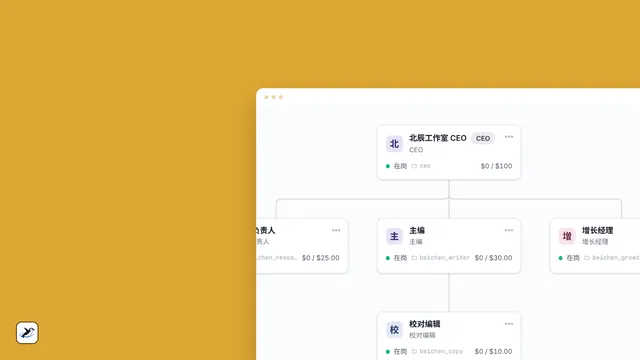 北
北辰工作室 CEO
CEO
CEO
在岗
ceo
$0 / $100
负责人
责人
$0 / $25.00
主
主编
主编
在岗
beichen_writer
$0 / $30.00
增
增长经理
增长经理
在岗
校
校对编辑
校对编辑
在岗
beichen_copy
$0 / $10.00